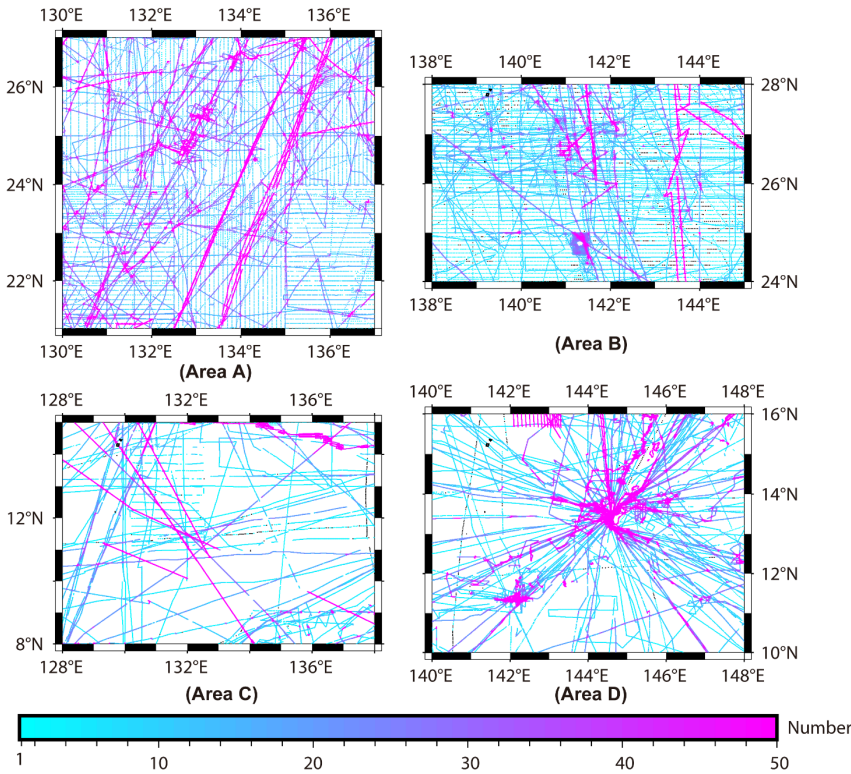 130°E 132°E 134°E 136°E
26°N
24°N
22°N
130°E 132°E 134°E 136°E
(Area A)
138°E 140°E 142°E 144°E
28°N
26°N
24°N
138°E 140°E 142°E 144°E
(Area B)
128°E 132°E 136°E
12°N
8°N
128°E 132°E 136°E
(Area C)
140°E 142°E 144°E 146°E 148°E
16°N
14°N
12°N
10°N
140°E 142°E 144°E 146°E 148°E
(Area D)
Number
1 10 20 30 40 50